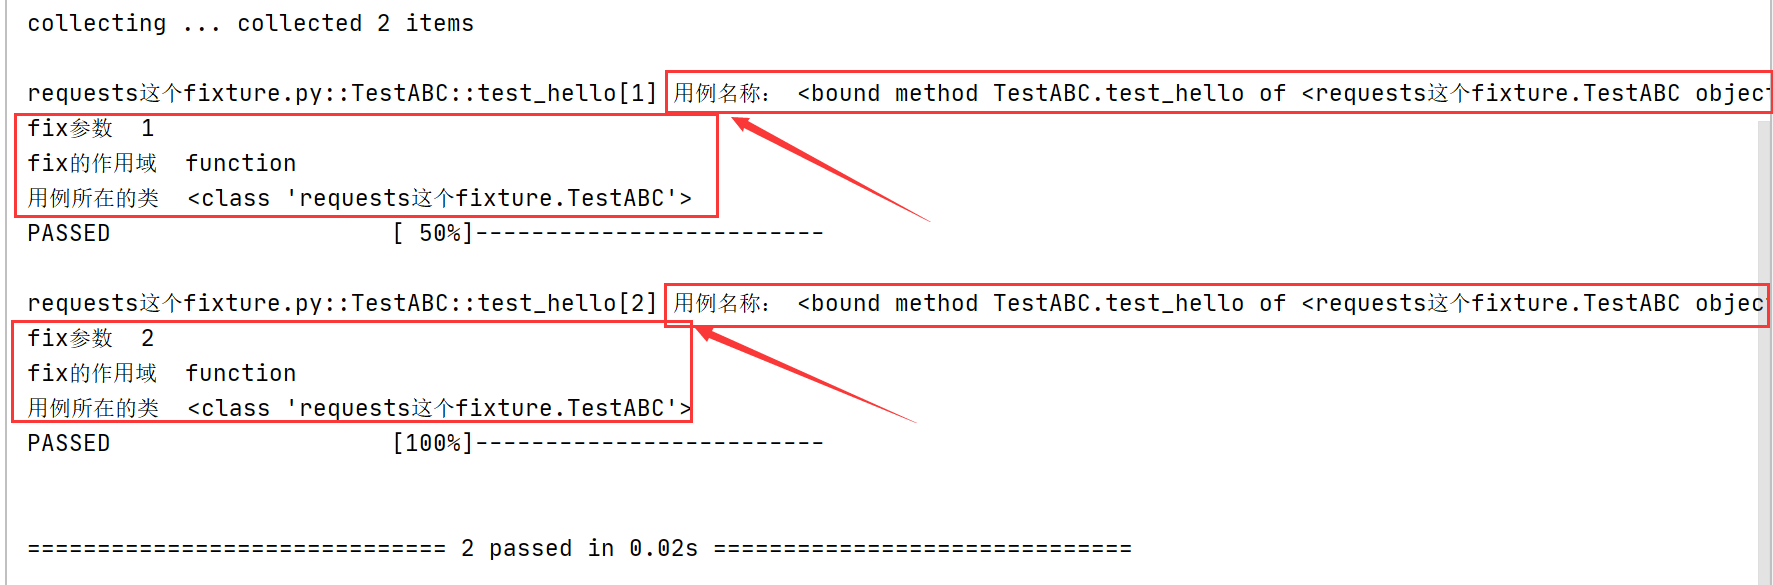 collecting ... collected 2 items
requests这个fixture.py::TestABC::test_hello[1] 用例名称： <bound method TestABC.test_hello of <requests这个fixture.TestABC object
fix参数  1
fix的作用域  function
用例所在的类  <class 'requests这个fixture.TestABC'>
PASSED                    [ 50%]-------------------------
requests这个fixture.py::TestABC::test_hello[2] 用例名称： <bound method TestABC.test_hello of <requests这个fixture.TestABC object
fix参数  2
fix的作用域  function
用例所在的类  <class 'requests这个fixture.TestABC'>
PASSED                    [100%]-------------------------
============================== 2 passed in 0.02s ==============================